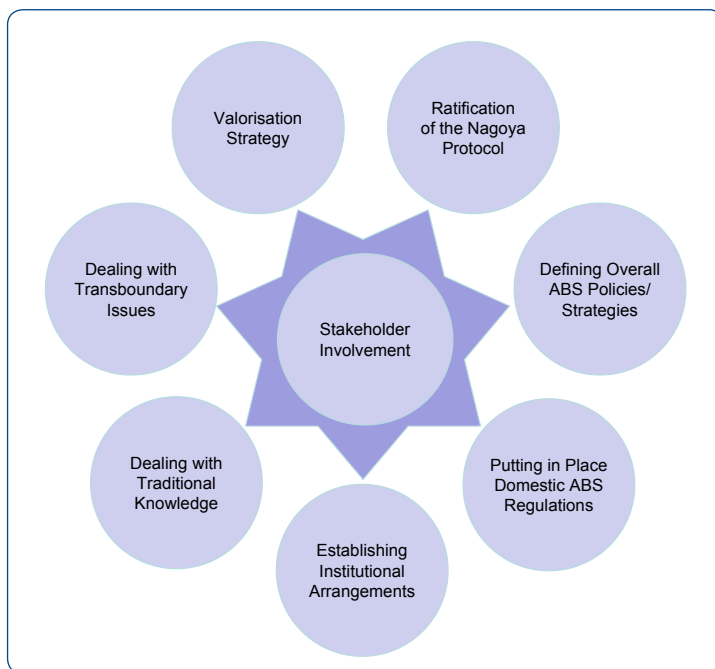 Valorisation
Strategy
Ratification
of the Nagoya
Protocol
Dealing with
Transboundary
Issues
Defining Overall
ABS Policies/
Strategies
Stakeholder
Involvement
Dealing with
Traditional
Knowledge
Putting in Place
Domestic ABS
Regulations
Establishing
Institutional
Arrangements